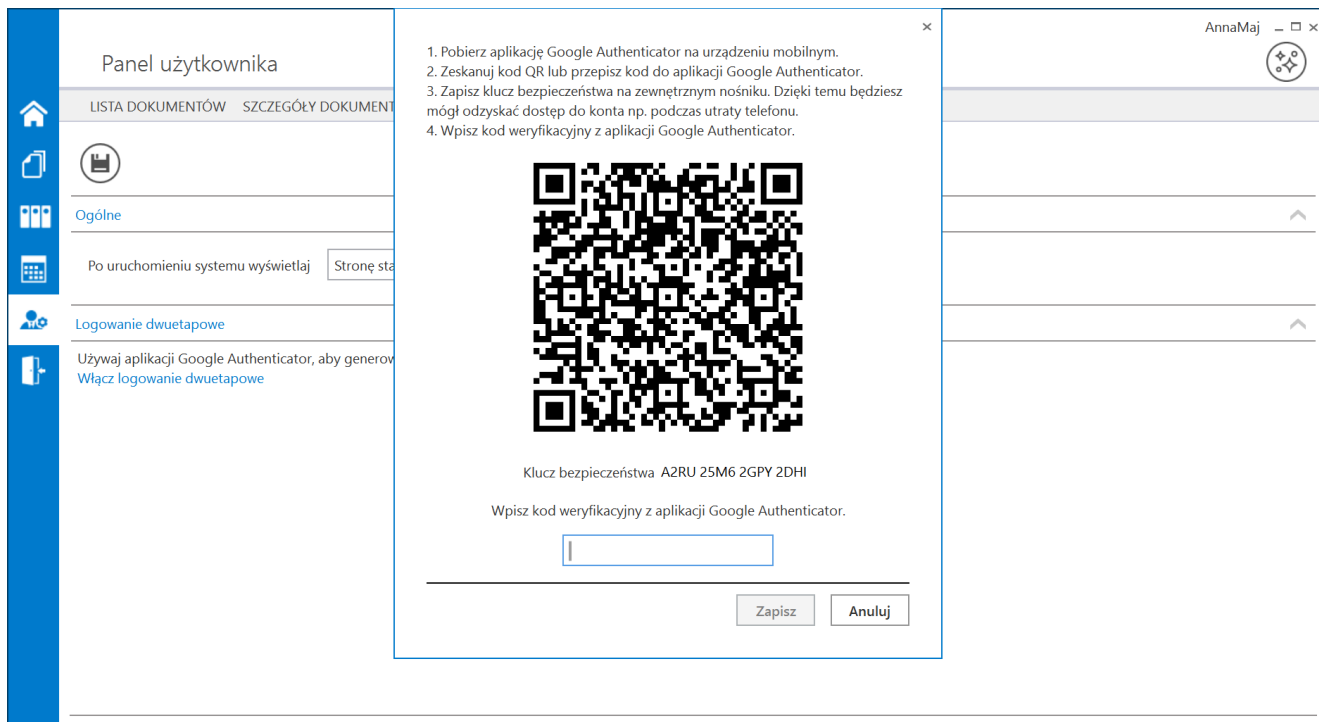 AnnaMaj
Panel użytkownika
LISTA DOKUMENTÓW SZCZEGÓŁY DOKUMENT
Ogólne
Po uruchomieniu systemu wyświetlaj Stronę sta
Logowanie dwuetapowe
Używaj aplikacji Google Authenticator, aby generow
Włącz logowanie dwuetapowe
1. Pobierz aplikację Google Authenticator na urządzeniu mobilnym.
2. Zeskanuj kod QR lub przepisz kod do aplikacji Google Authenticator.
3. Zapisz klucz bezpieczeństwa na zewnętrznym nośniku. Dzięki temu będziesz
mógł odzyskać dostęp do konta np. podczas utraty telefonu.
4. Wpisz kod weryfikacyjny z aplikacji Google Authenticator.
Klucz bezpieczeństwa A2RU 25M6 2GPY 2DHI
Wpisz kod weryfikacyjny z aplikacji Google Authenticator.
Zapisz Anuluj